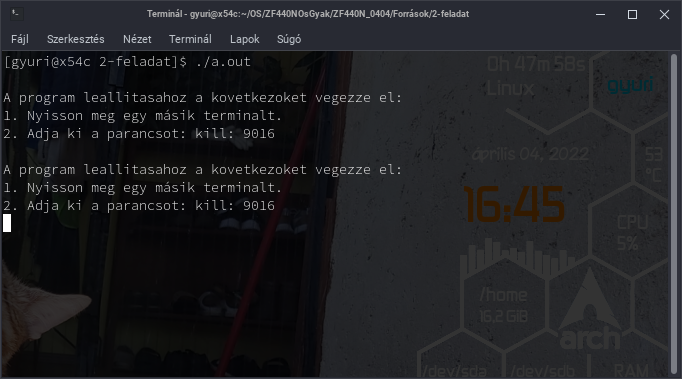 Terminál - gyuri@x54c:~/OS/ZF440NOsGyak/ZF440N_0404/Források/2-feladat
Fájl Szerkesztés Nézet Terminál Lapok Súgó
[gyuri@x54c 2-feladat]$ ./a.out
A program leallitasahoz a kovetkezoket vegezze el:
1. Nyisson meg egy másik terminalt.
2. Adja ki a parancsot: kill: 9016
A program leallitasahoz a kovetkezoket vegezze el:
1. Nyisson meg egy másik terminalt.
2. Adja ki a parancsot: kill: 9016
0h 47m 58s
Linux
gyuri
április 04, 2022
16:45
53
°C
CPU
5%
/home
16,2 GiB
arch
/dev/sda
/dev/sdb
RAM